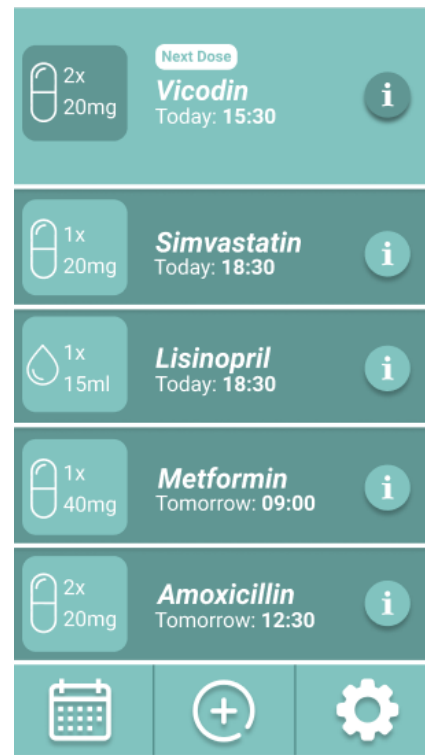 2x
20mg
Next Dose
Vicodin
Today: 15:30
i
1x
20mg
Simvastatin
Today: 18:30
i
1x
15ml
Lisinopril
Today: 18:30
i
1x
40mg
Metformin
Tomorrow: 09:00
i
2x
20mg
Amoxicillin
Tomorrow: 12:30
i